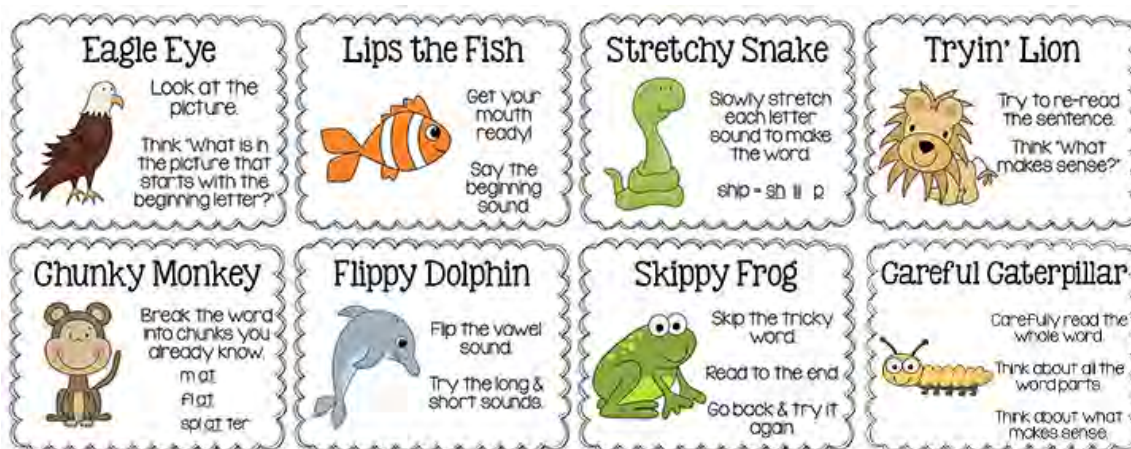 Eagle Eye
Look at the
picture.
Think "What is in
the picture that
starts with the
beginning letter?"
Lips the Fish
Get your
mouth
ready!
Say the
beginning
sound.
Stretchy Snake
Slowly stretch
each letter
sound to make
the word.
ship = sh iii p
Tryin' Lion
Try to re-read
the sentence.
Think "What
makes sense?"
Chunky Monkey
Break the word
into chunks you
already know.
m at
fl at
spl at ter
Flippy Dolphin
Flip the vowel
sound.
Try the long &
short sounds.
Skippy Frog
Skip the tricky
word.
Read to the end.
Go back & try it
again.
Careful Caterpillar
Carefully read the
whole word.
Think about all the
word parts.
Think about what
makes sense.